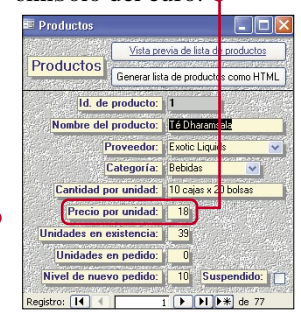 símbolo del euro.
Productos
Vista previa de lista de productos
Productos
Generar lista de productos como HTML
Id. de producto: 1
Nombre del producto: Té Dharamsala
Proveedor: Exotic Liquids
Categoría: Bebidas
Cantidad por unidad: 10 cajas x 20 bolsas
Precio por unidad: 18
Unidades en existencia: 39
Unidades en pedido: 0
Nivel de nuevo pedido: 10 Suspendido:
Registro: 1 de 77